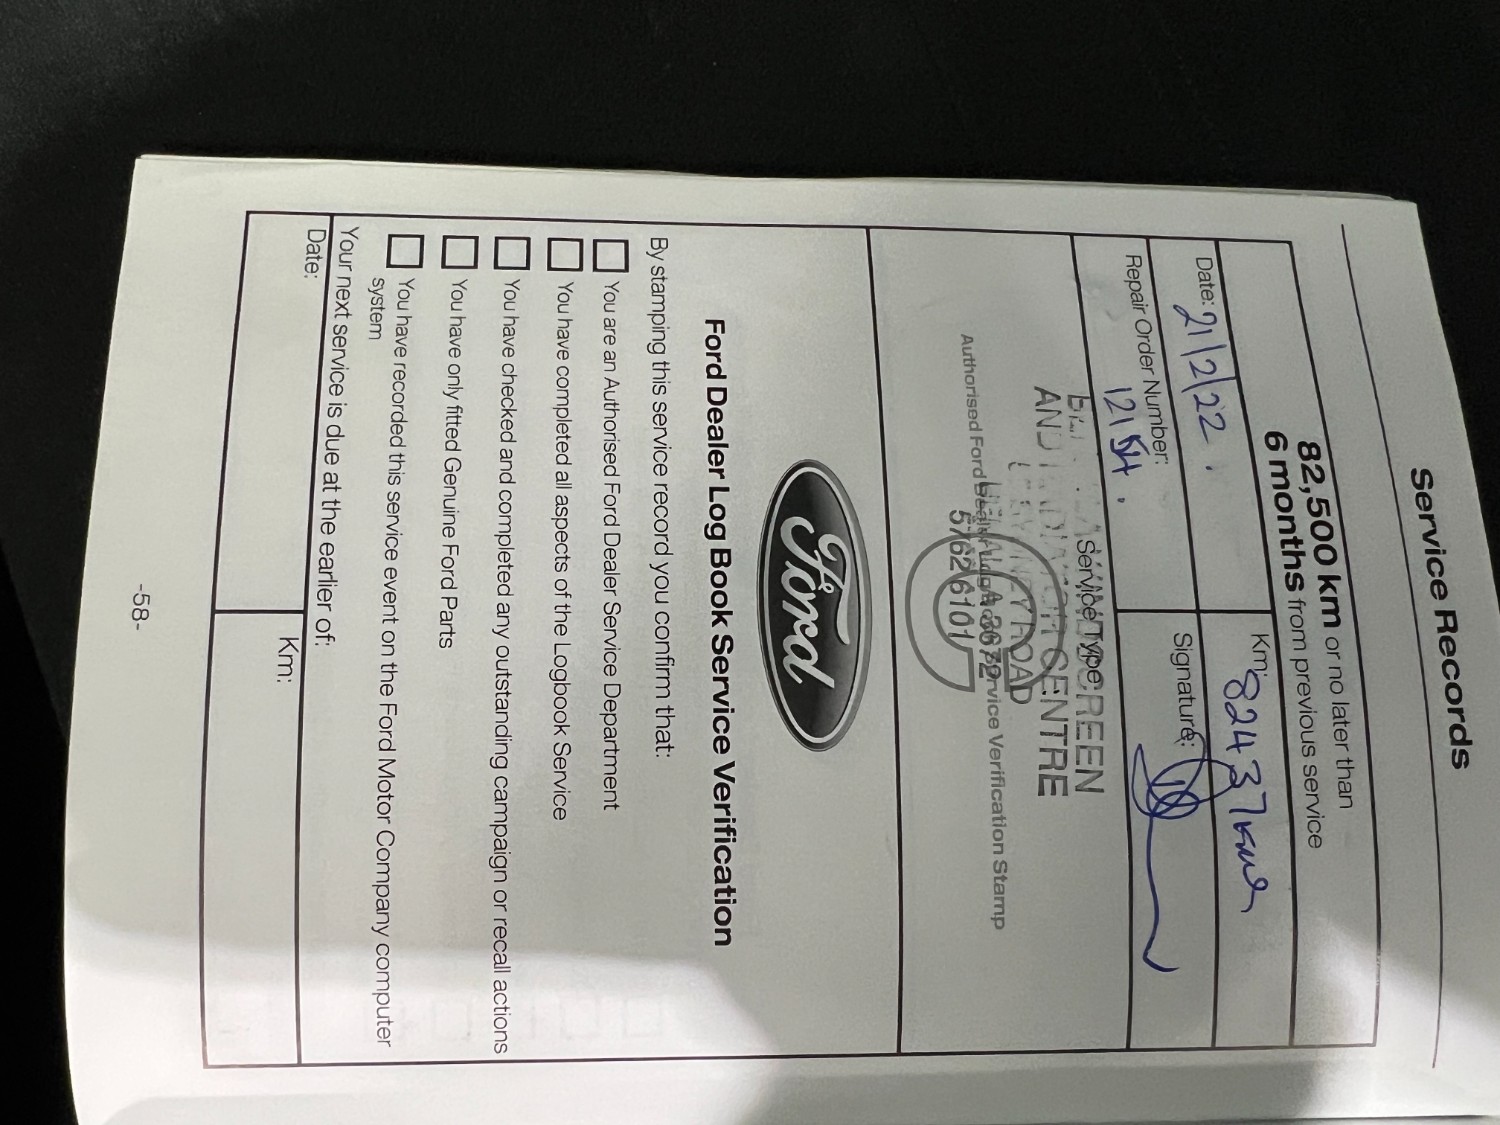 Service Records
82,500 km or no later than
6 months from previous service
Date: 21/2/22.
Km: 82437km
Repair Order Number:
Signature:
Service Type:
AND CENTRE
ROAD
A 3672
5762 6101
Authorised Ford Verification Stamp
Ford
Ford Dealer Log Book Service Verification
By stamping this service record you confirm that:
You are an Authorised Ford Dealer Service Department
You have completed all aspects of the Logbook Service
You have checked and completed any outstanding campaign or recall actions
You have only fitted Genuine Ford Parts
You have recorded this service event on the Ford Motor Company computer
system
Your next service is due at the earlier of:
Date:
Km:
-58-